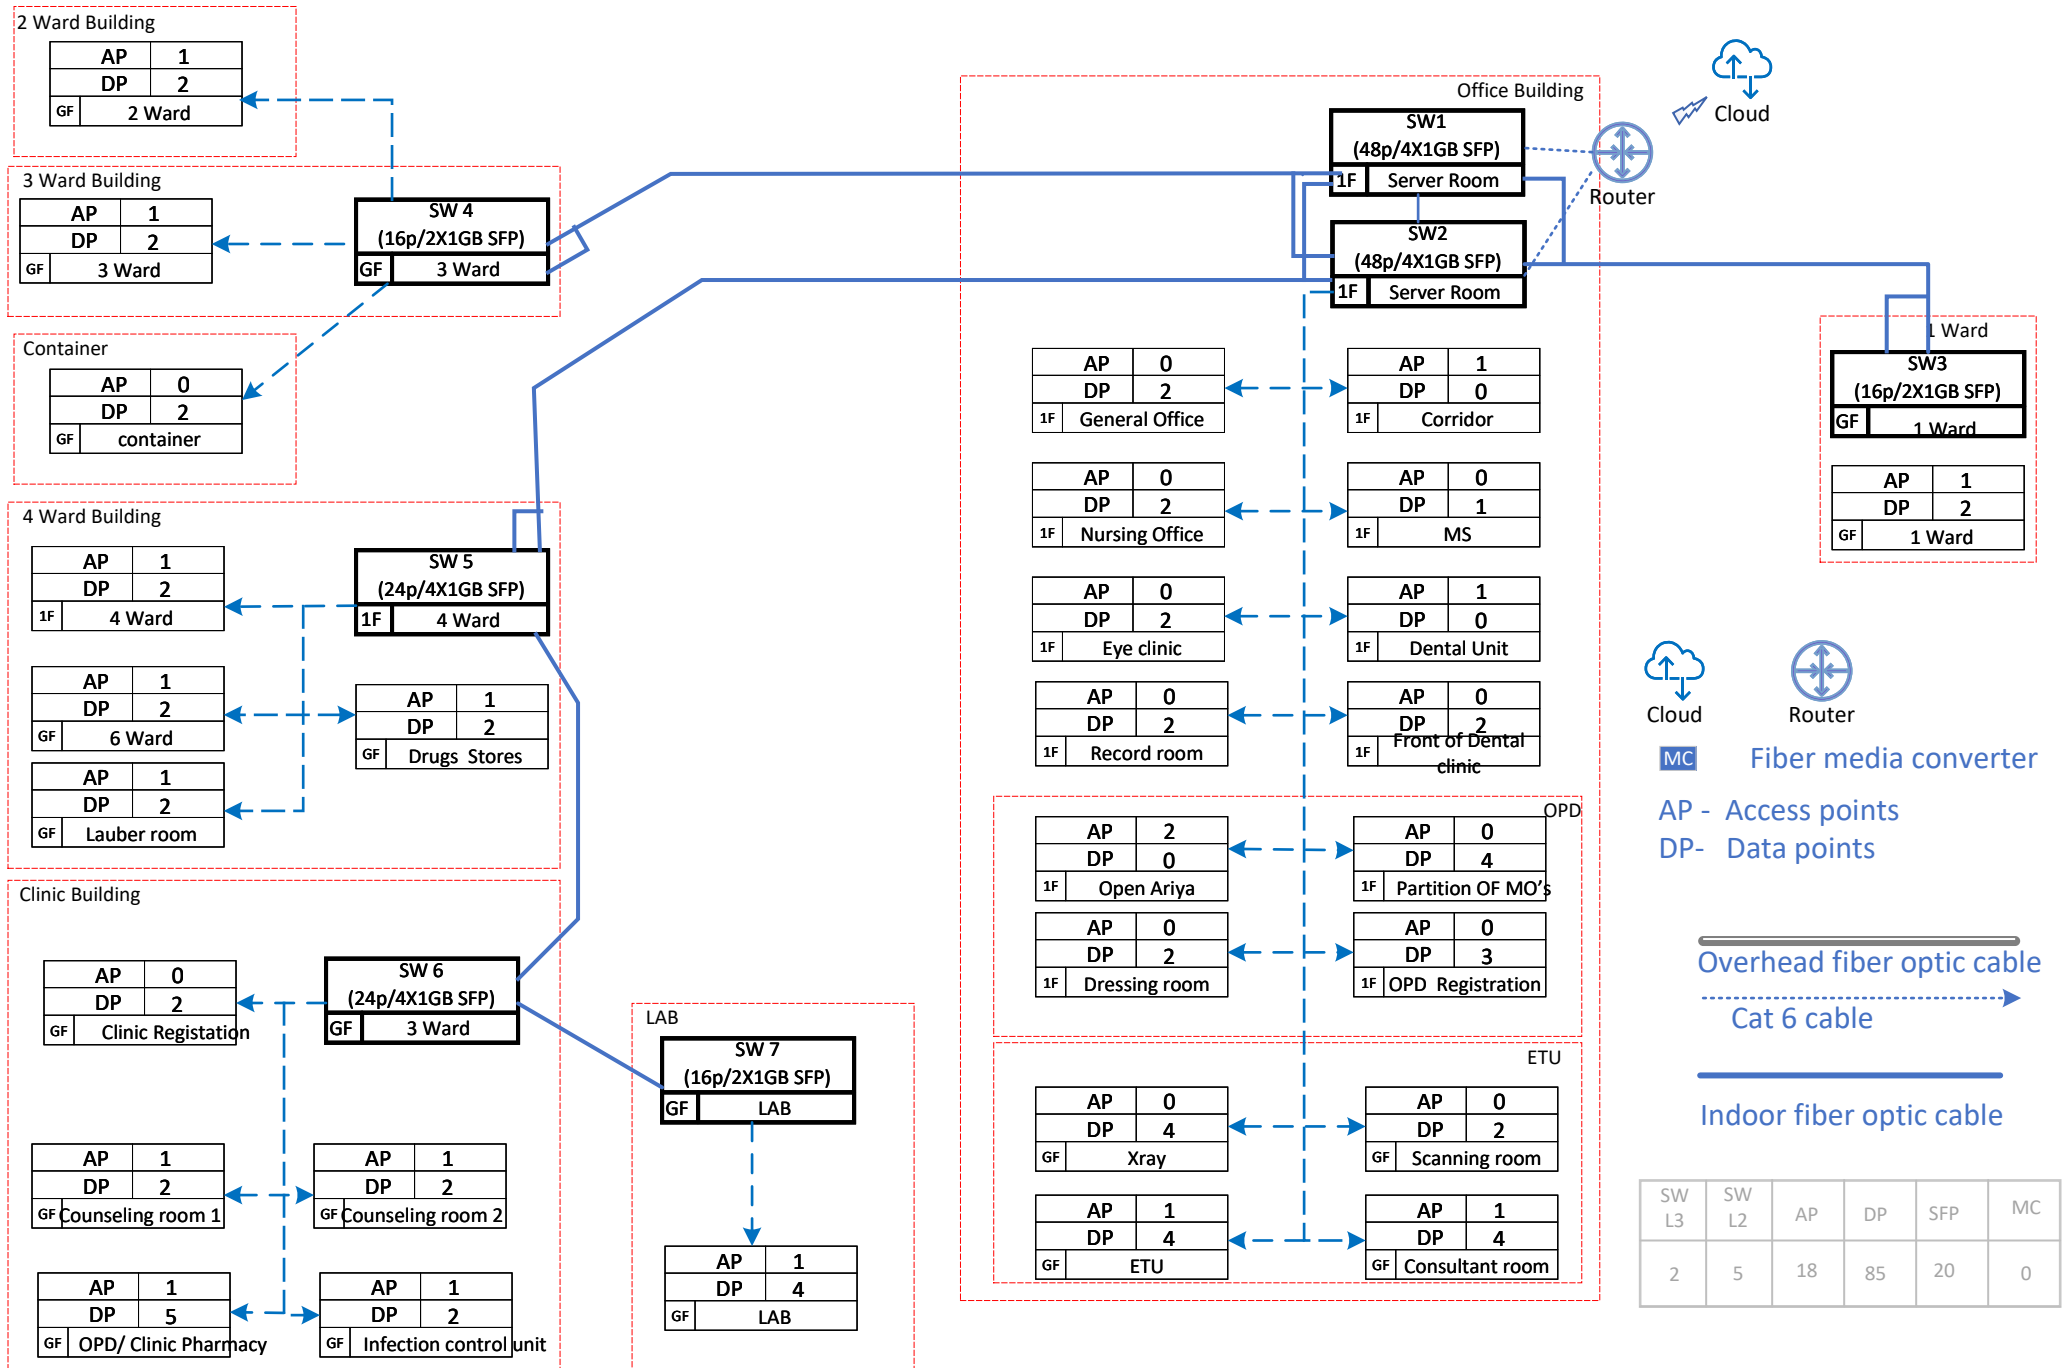 2 Ward Building
AP 1
DP 2
GF 2 Ward
3 Ward Building
AP 1
DP 2
GF 3 Ward
SW 4
(16p/2X1GB SFP)
GF 3 Ward
Container
AP 0
DP 2
GF container
4 Ward Building
AP 1
DP 2
1F 4 Ward
SW 5
(24p/4X1GB SFP)
1F 4 Ward
AP 1
DP 2
GF 6 Ward
AP 1
DP 2
GF Drugs Stores
AP 1
DP 2
GF Lauber room
Clinic Building
AP 0
DP 2
GF Clinic Registation
SW 6
(24p/4X1GB SFP)
GF 3 Ward
AP 1
DP 2
GF Counseling room 1
AP 1
DP 2
GF Counseling room 2
AP 1
DP 5
GF OPD/ Clinic Pharmacy
AP 1
DP 2
GF Infection control unit
LAB
SW 7
(16p/2X1GB SFP)
GF LAB
AP 1
DP 4
GF LAB
Office Building
SW1
(48p/4X1GB SFP)
1F Server Room
SW2
(48p/4X1GB SFP)
1F Server Room
AP 0
DP 2
1F General Office
AP 1
DP 0
1F Corridor
AP 0
DP 2
1F Nursing Office
AP 0
DP 1
1F MS
AP 0
DP 2
1F Eye clinic
AP 1
DP 0
1F Dental Unit
AP 0
DP 2
1F Record room
AP 0
DP 2
1F Front of Dental
clinic
OPD
AP 2
DP 0
1F Open Ariya
AP 0
DP 4
1F Partition OF MO's
AP 0
DP 2
1F Dressing room
AP 0
DP 3
1F OPD Registration
ETU
AP 0
DP 4
GF Xray
AP 0
DP 2
GF Scanning room
AP 1
DP 4
GF ETU
AP 1
DP 4
GF Consultant room
Cloud
Router
1 Ward
SW3
(16p/2X1GB SFP)
GF 1 Ward
AP 1
DP 2
GF 1 Ward
Cloud
Router
MC Fiber media converter
AP - Access points
DP- Data points
Overhead fiber optic cable
Cat 6 cable
Indoor fiber optic cable
SW L3 SW L2 AP DP SFP MC
2 5 18 85 20 0